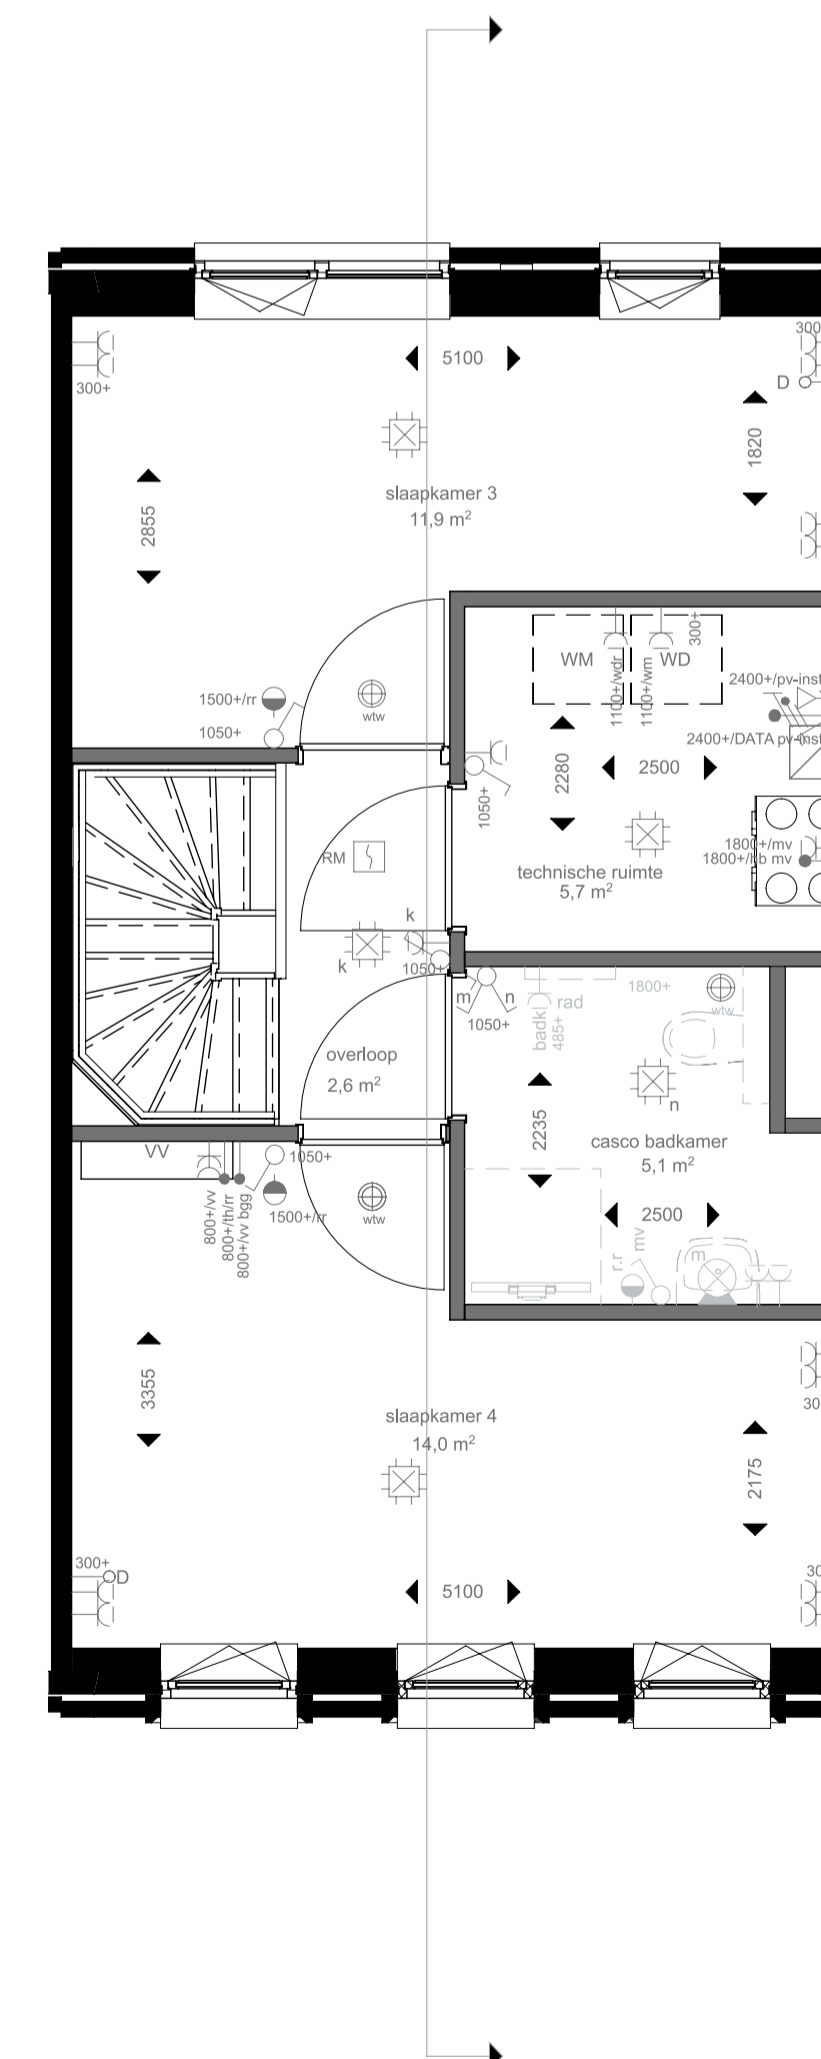 300+
5100
300
D
1820
2855
slaapkamer 3
11,9 m²
WM
WD
300+
1100+/wdr
1100+/wm
1500+/rr
1050+
wtw
2400+/pv-inst
2400+/DATA pv-inst
2280
2500
1050+
1800+/mv
1800+/hb mv
technische ruimte
5,7 m²
RM
k
k
1050+
m
n
1050+
badk
rad
485+
1800+
wtw
overloop
2,6 m²
n
2235
casco badkamer
5,1 m²
2500
VV
1050+
1500+/rr
wtw
800+/vv
800+/th/rr
800+/vv bgg
r.r
mv
m
3355
30
slaapkamer 4
14,0 m²
2175
300+
D
5100
30